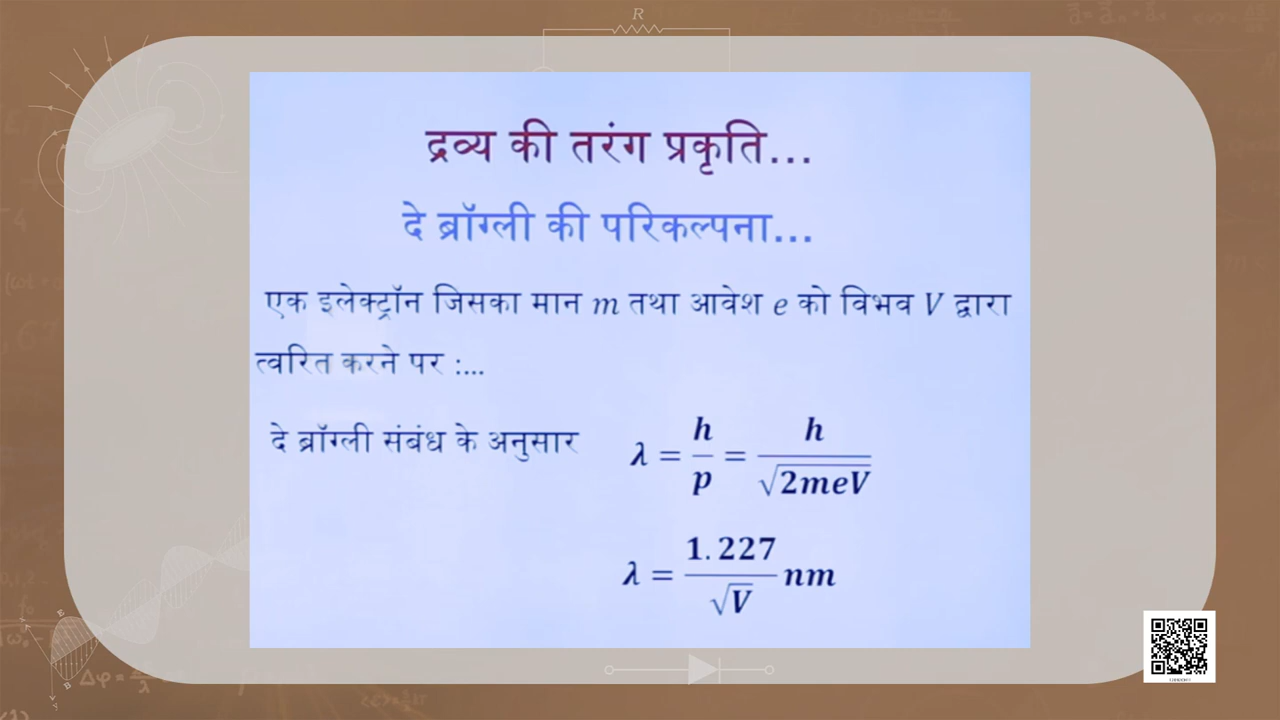 R
द्रव्य की तरंग प्रकृति...
दे ब्रॉग्ली की परिकल्पना...
एक इलेक्ट्रॉन जिसका मान m तथा आवेश e को विभव V द्वारा
त्वरित करने पर :...
दे ब्रॉग्ली संबंध के अनुसार λ = h/p = h/√2meV
λ = 1.227/√V nm